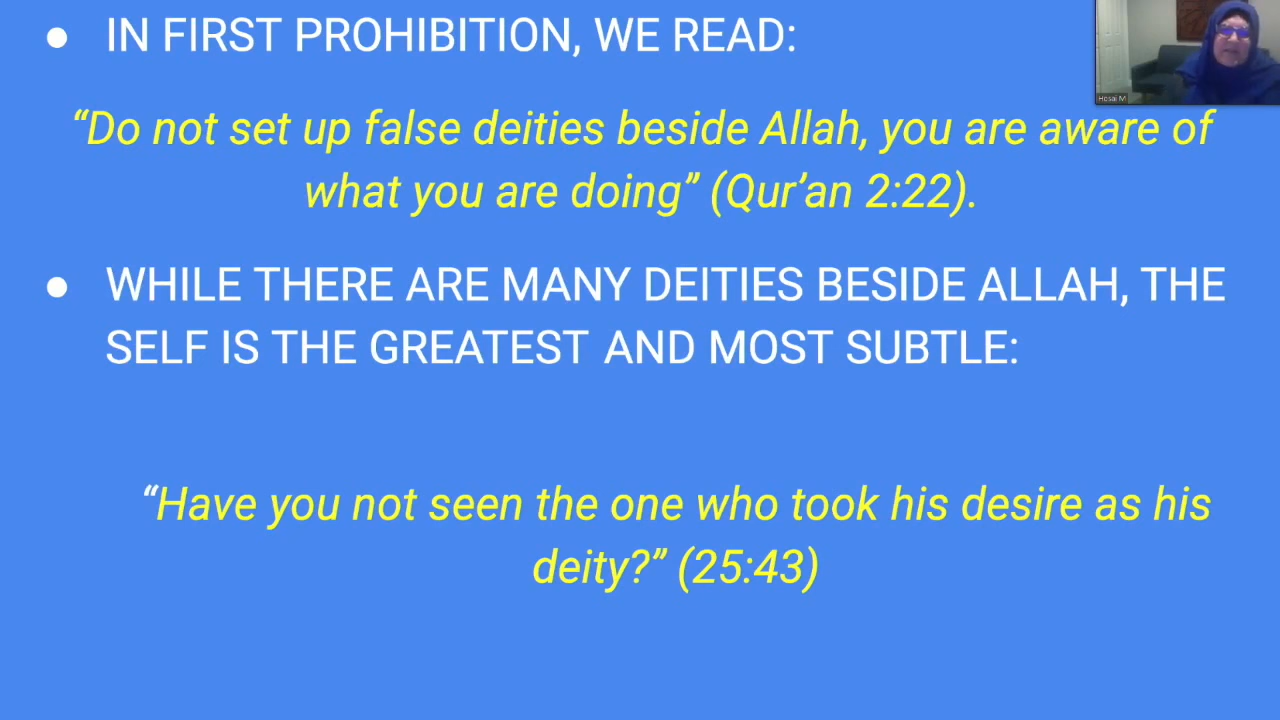 ● IN FIRST PROHIBITION, WE READ:
“Do not set up false deities beside Allah, you are aware of
what you are doing” (Qur’an 2:22).
● WHILE THERE ARE MANY DEITIES BESIDE ALLAH, THE
SELF IS THE GREATEST AND MOST SUBTLE:
“Have you not seen the one who took his desire as his
deity?” (25:43)
Hosai M